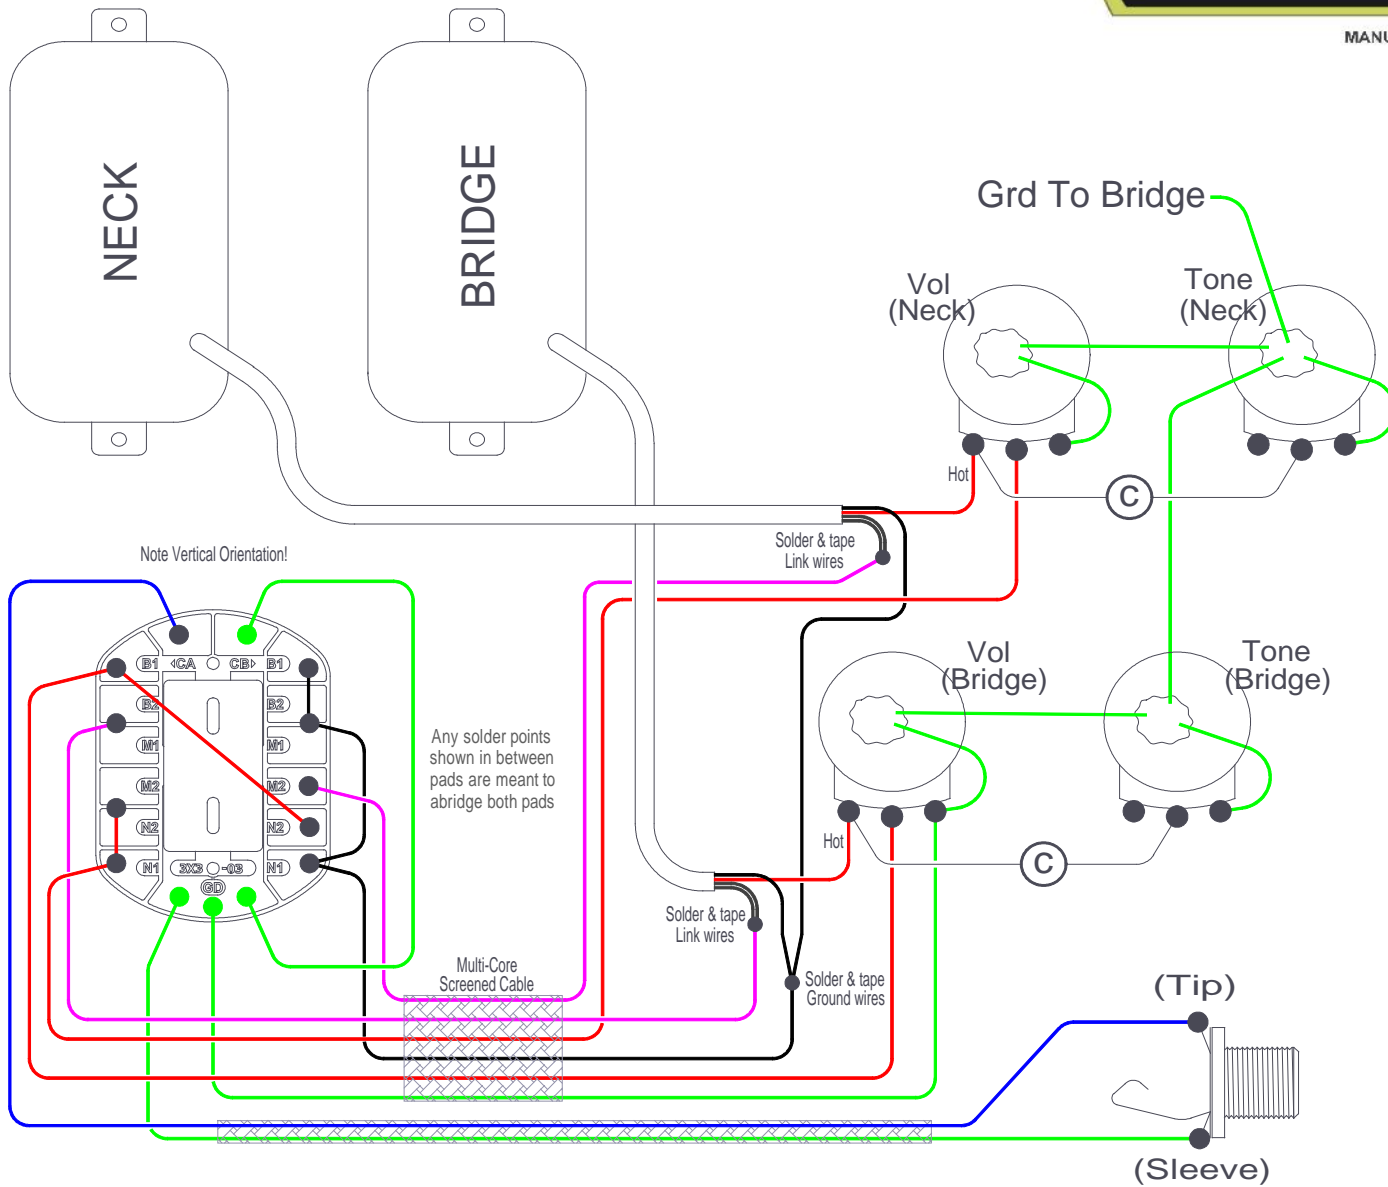 MANU
NECK
BRIDGE
Grd To Bridge
Vol
(Neck)
Tone
(Neck)
Hot
C
Solder & tape
Link wires
Note Vertical Orientation!
B1 CA CB B1
B2 B2
M1 M1
M2 M2
N2 N2
N1 3X3 -03 N1
GD
Any solder points
shown in between
pads are meant to
abridge both pads
Vol
(Bridge)
Tone
(Bridge)
Hot
C
Solder & tape
Link wires
Multi-Core
Screened Cable
Solder & tape
Ground wires
(Tip)
(Sleeve)